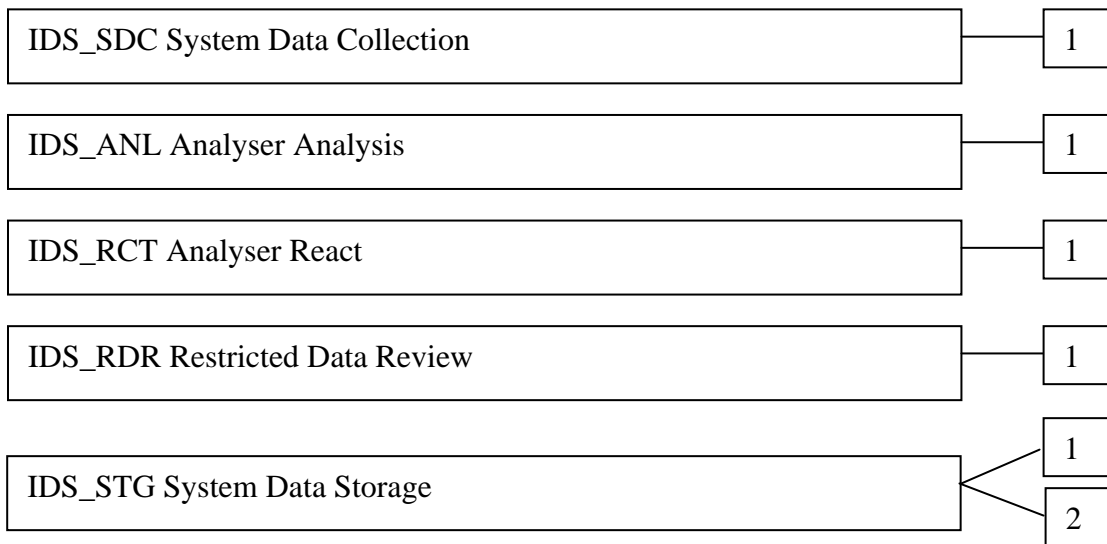 IDS_SDC System Data Collection 1
IDS_ANL Analyser Analysis 1
IDS_RCT Analyser React 1
IDS_RDR Restricted Data Review 1
1
IDS_STG System Data Storage
2